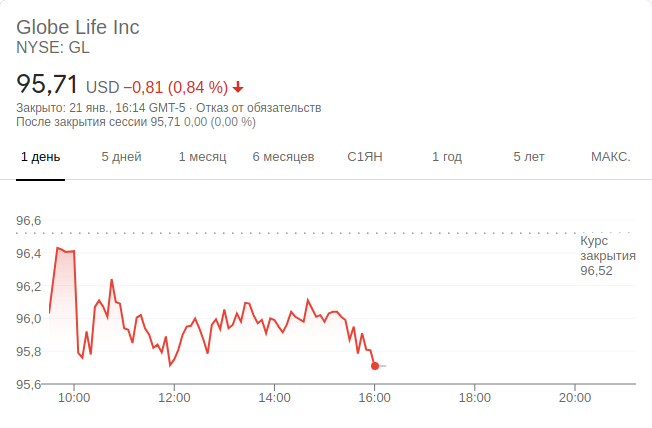 Globe Life Inc
NYSE: GL
95,71 USD −0,81 (0,84 %)
Закрыто: 21 янв., 16:14 GMT-5 · Отказ от обязательств
После закрытия сессии 95,71 0,00 (0,00 %)
1 день 5 дней 1 месяц 6 месяцев С1ЯН 1 год 5 лет МАКС.
96,6
Курс
закрытия
96,52
96,4
96,2
96,0
95,8
95,6
10:00 12:00 14:00 16:00 18:00 20:00